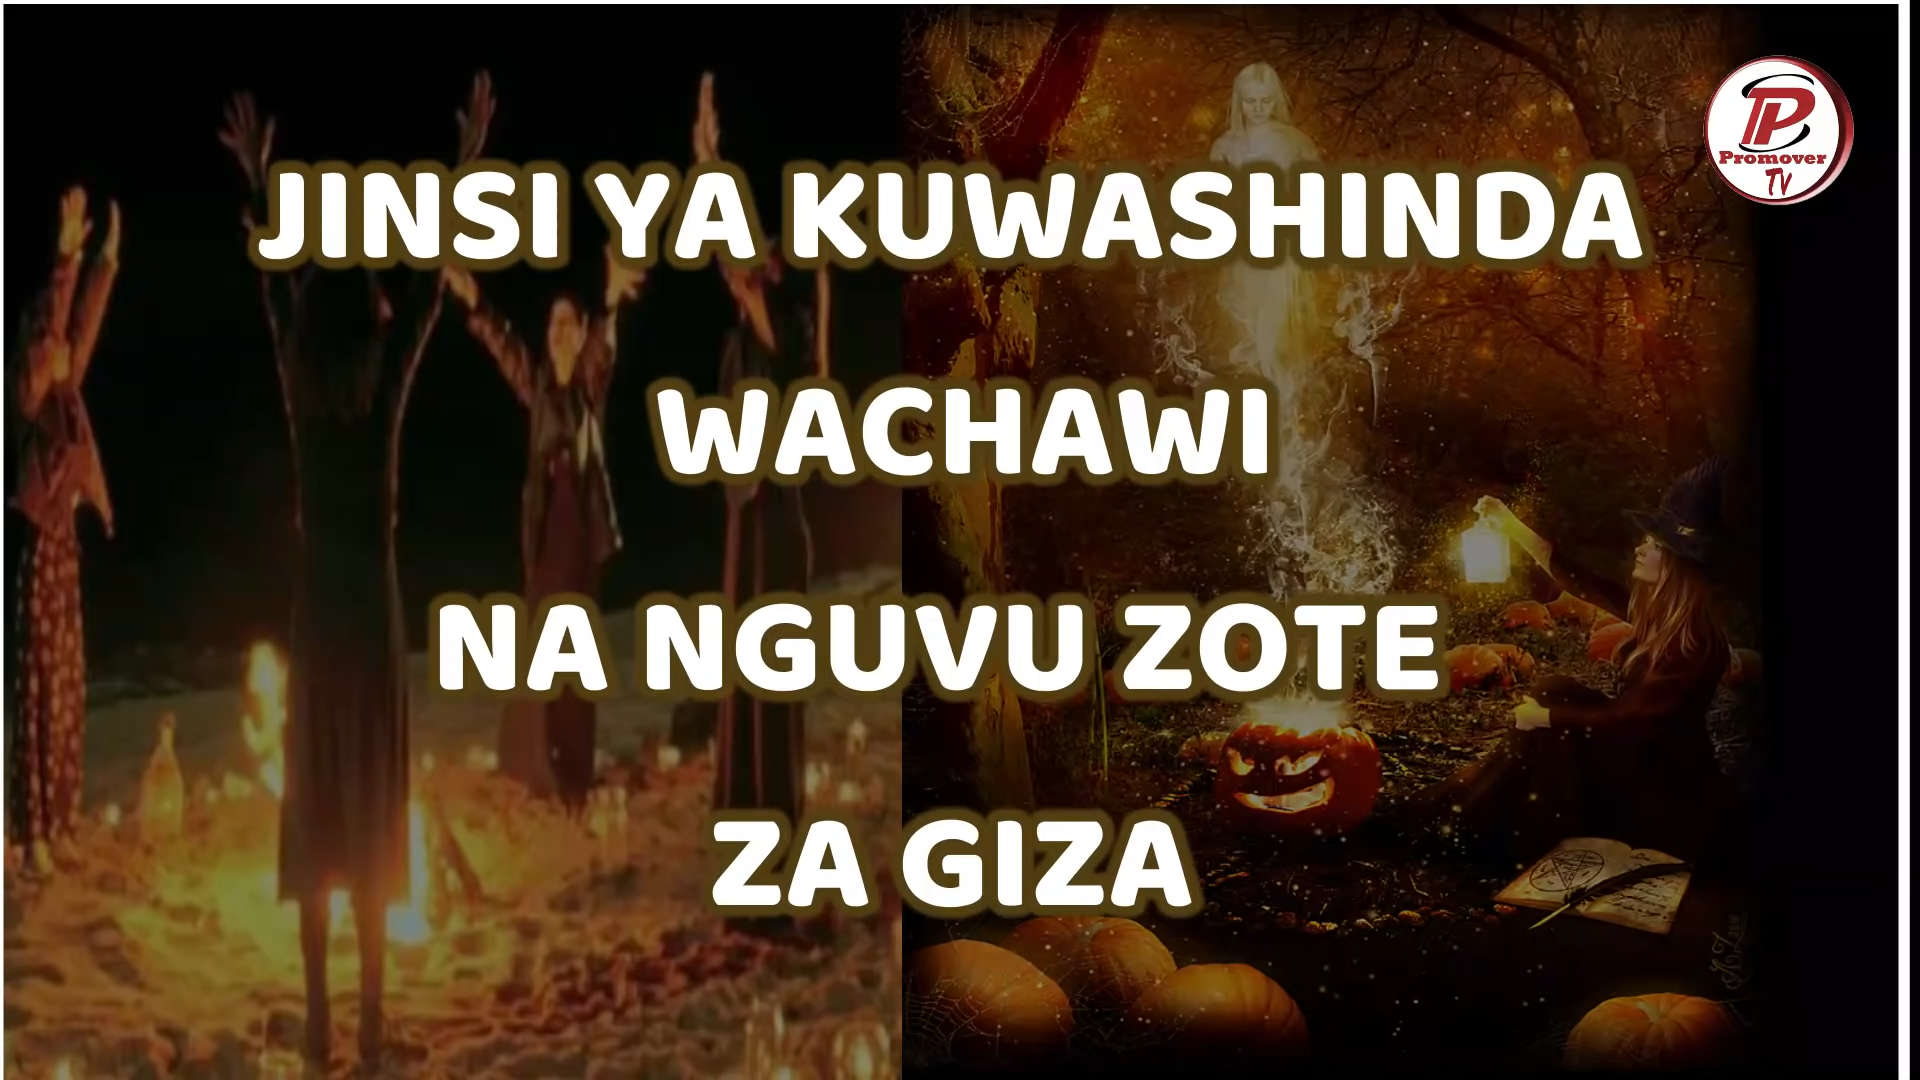 JINSI YA KUWASHINDA
WACHAWI
NA NGUVU ZOTE
ZA GIZA
Promover
TV